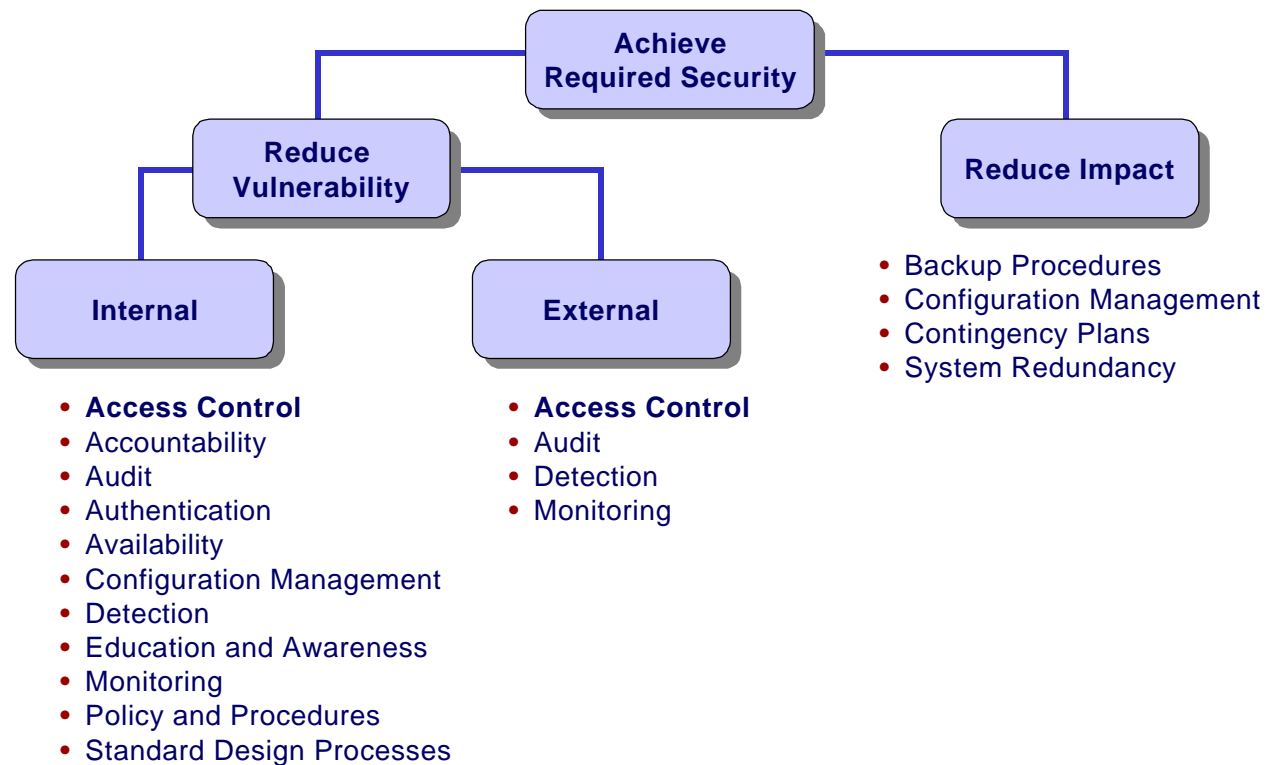 Achieve
Required Security
Reduce
Vulnerability
Reduce Impact
Internal
External
• Backup Procedures
• Configuration Management
• Contingency Plans
• System Redundancy
• Access Control
• Accountability
• Audit
• Authentication
• Availability
• Configuration Management
• Detection
• Education and Awareness
• Monitoring
• Policy and Procedures
• Standard Design Processes
• Access Control
• Audit
• Detection
• Monitoring